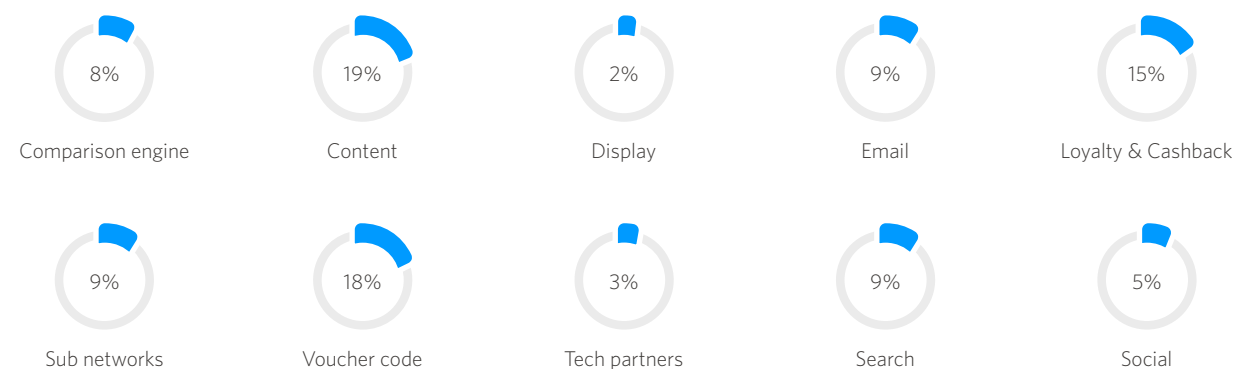 8%
19%
2%
9%
15%
Comparison engine
Content
Display
Email
Loyalty & Cashback
9%
18%
3%
9%
5%
Sub networks
Voucher code
Tech partners
Search
Social